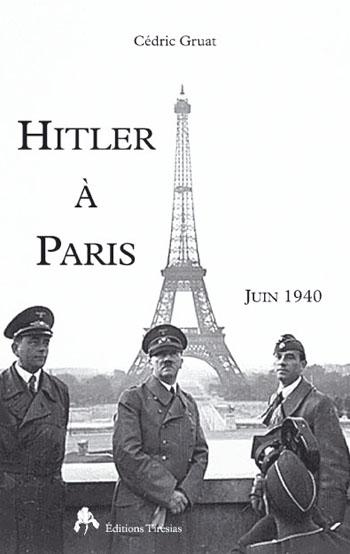 Cédric Gruat
HITLER
À
PARIS
JUIN 1940
Éditions Tirésias